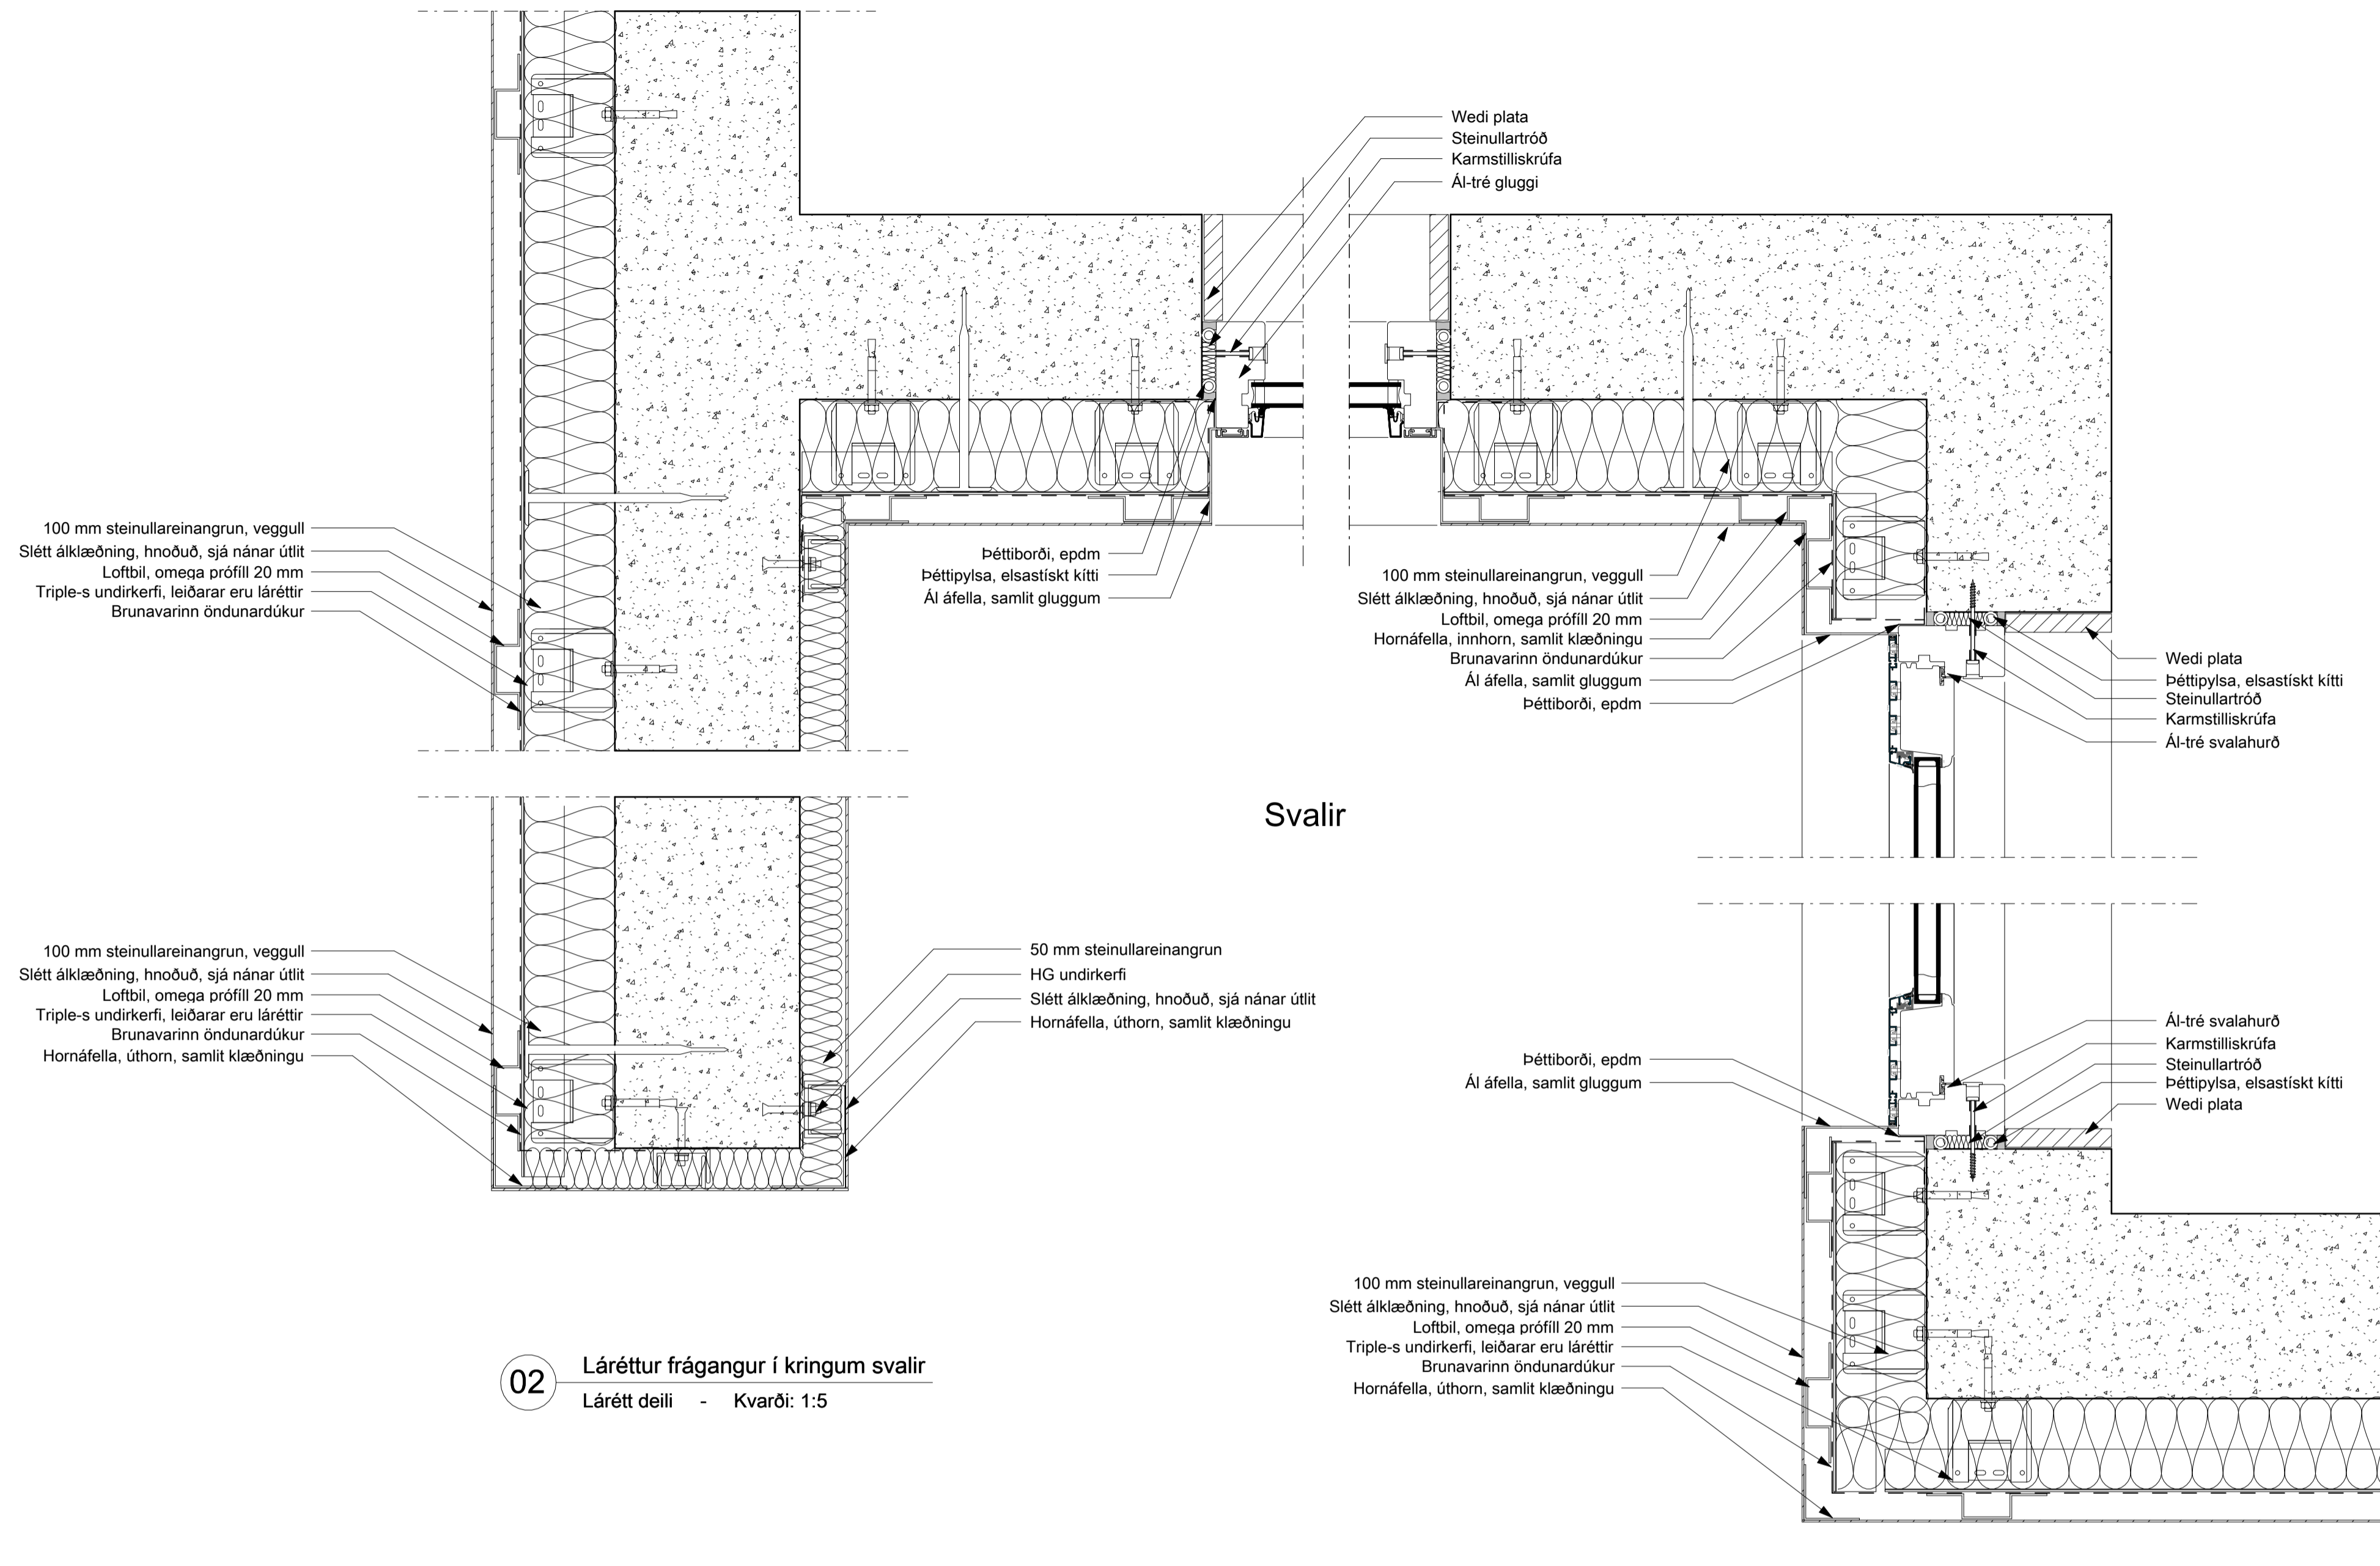 Wedi plata
Steinullartróð
Karmstilliskrúfa
Ál-tré gluggi
100 mm steinullareinangrun, veggull
Slétt álklæðning, hnoðuð, sjá nánar útlit
Loftbil, omega prófíll 20 mm
Triple-s undirkerfi, leiðarar eru láréttir
Brunavarinn öndunardúkur
Þéttiborði, epdm
Þéttipylsa, elsastískt kítti
Ál áfella, samlit gluggum
100 mm steinullareinangrun, veggull
Slétt álklæðning, hnoðuð, sjá nánar útlit
Loftbil, omega prófíll 20 mm
Hornáfella, innhorn, samlit klæðningu
Brunavarinn öndunardúkur
Ál áfella, samlit gluggum
Þéttiborði, epdm
Wedi plata
Þéttipylsa, elsastískt kítti
Steinullartróð
Karmstilliskrúfa
Ál-tré svalahurð
Svalir
100 mm steinullareinangrun, veggull
Slétt álklæðning, hnoðuð, sjá nánar útlit
Loftbil, omega prófíll 20 mm
Triple-s undirkerfi, leiðarar eru láréttir
Brunavarinn öndunardúkur
Hornáfella, úthorn, samlit klæðningu
50 mm steinullareinangrun
HG undirkerfi
Slétt álklæðning, hnoðuð, sjá nánar útlit
Hornáfella, úthorn, samlit klæðningu
Þéttiborði, epdm
Ál áfella, samlit gluggum
Ál-tré svalahurð
Karmstilliskrúfa
Steinullartróð
Þéttipylsa, elsastískt kítti
Wedi plata
100 mm steinullareinangrun, veggull
Slétt álklæðning, hnoðuð, sjá nánar útlit
Loftbil, omega prófíll 20 mm
Triple-s undirkerfi, leiðarar eru láréttir
Brunavarinn öndunardúkur
Hornáfella, úthorn, samlit klæðningu
02
Láréttur frágangur í kringum svalir
Lárétt deili - Kvarði: 1:5